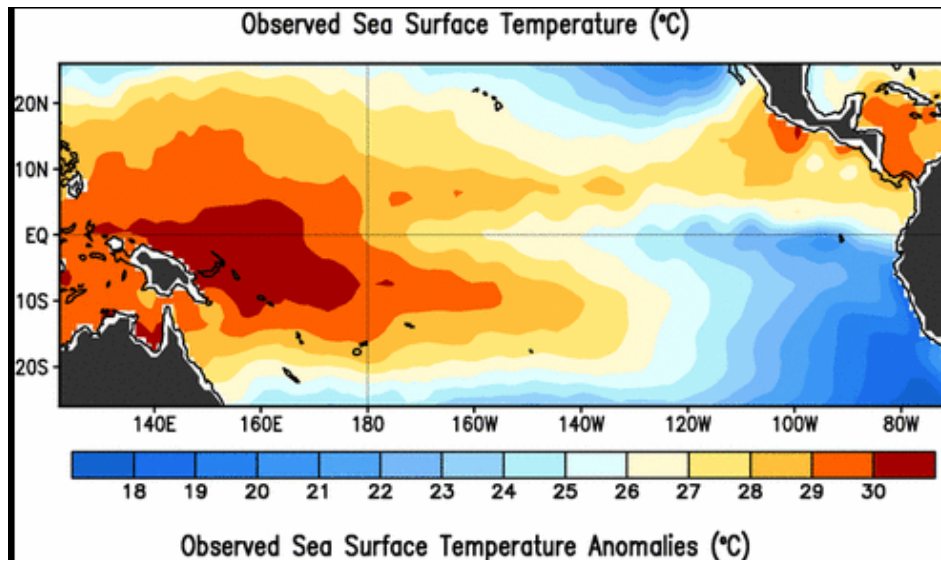 Observed Sea Surface Temperature (°C)
20N
10N
EQ
10S
20S
140E 160E 180 160W 140W 120W 100W 80W
18 19 20 21 22 23 24 25 26 27 28 29 30
Observed Sea Surface Temperature Anomalies (°C)